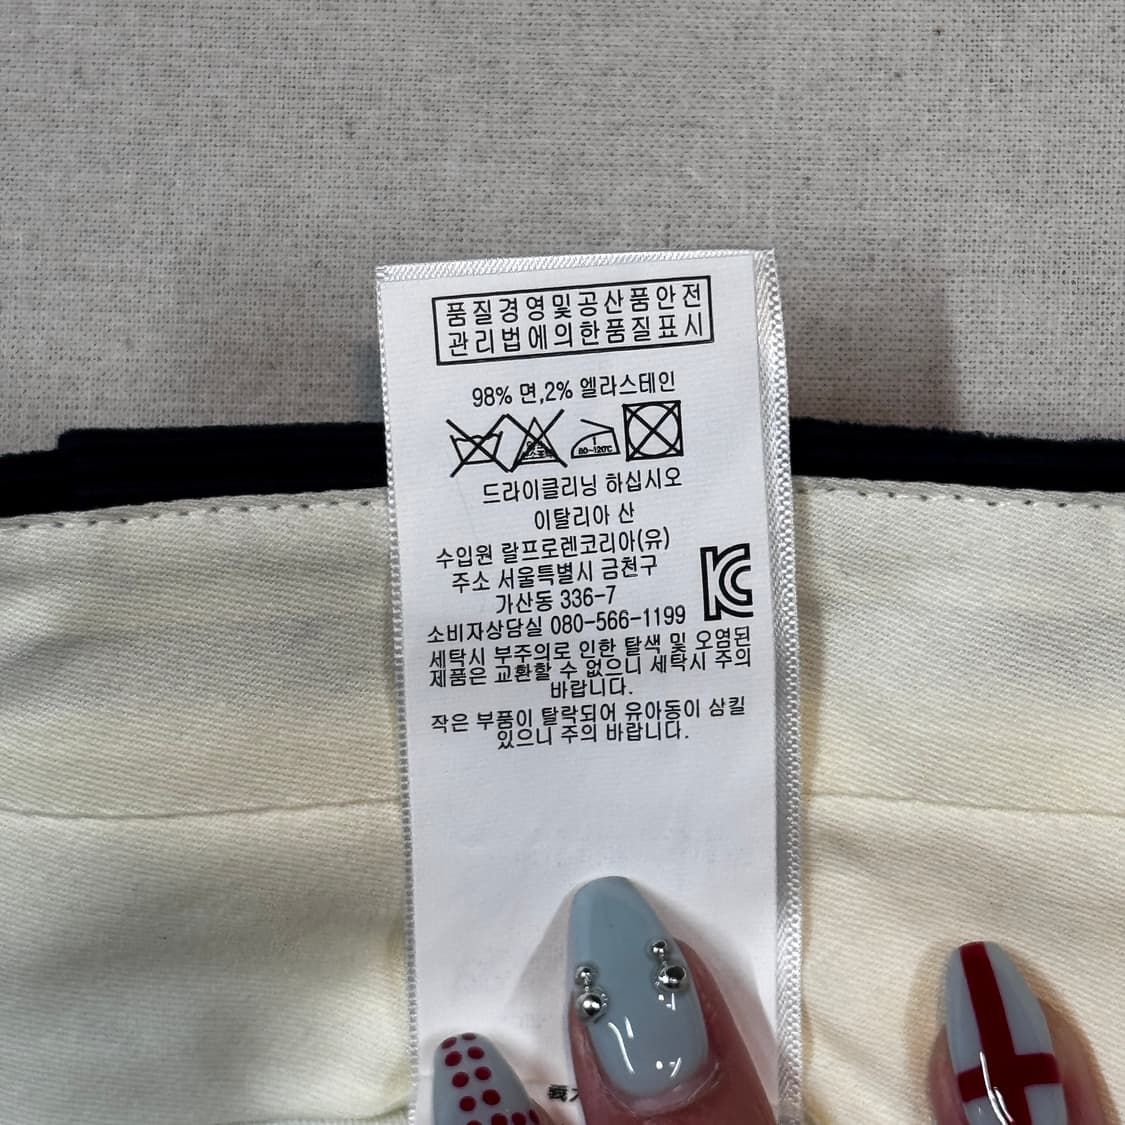 품질경영및공산품안전
관리법에의한품질표시
98% 면,2% 엘라스테인
80~120℃
드라이클리닝 하십시오
이탈리아 산
수입원 랄프로렌코리아(유)
주소 서울특별시 금천구
가산동 336-7
소비자상담실 080-566-1199
세탁시 부주의로 인한 탈색 및 오염된
제품은 교환할 수 없으니 세탁시 주의
바랍니다.
작은 부품이 탈락되어 유아동이 삼킬
있으니 주의 바랍니다.